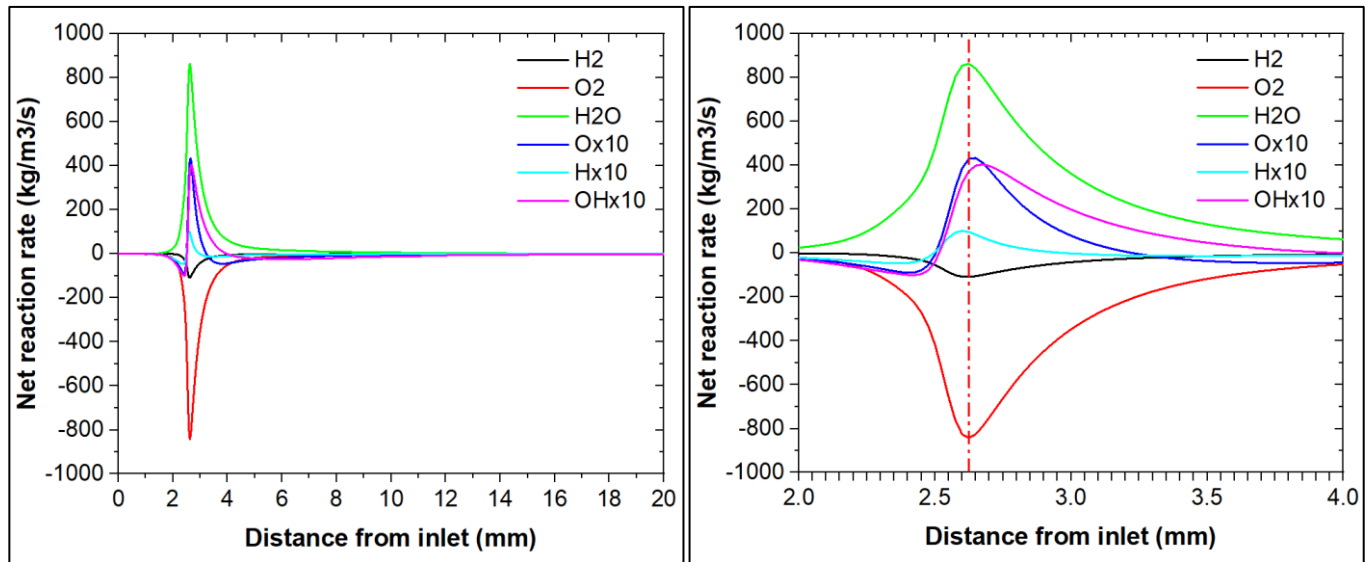 Net reaction rate (kg/m3/s)
1000
800
600
400
200
0
-200
-400
-600
-800
-1000
H2
O2
H2O
Ox10
Hx10
OHx10
0 2 4 6 8 10 12 14 16 18 20
Distance from inlet (mm)
Net reaction rate (kg/m3/s)
1000
800
600
400
200
0
-200
-400
-600
-800
-1000
H2
O2
H2O
Ox10
Hx10
OHx10
2.0 2.5 3.0 3.5 4.0
Distance from inlet (mm)